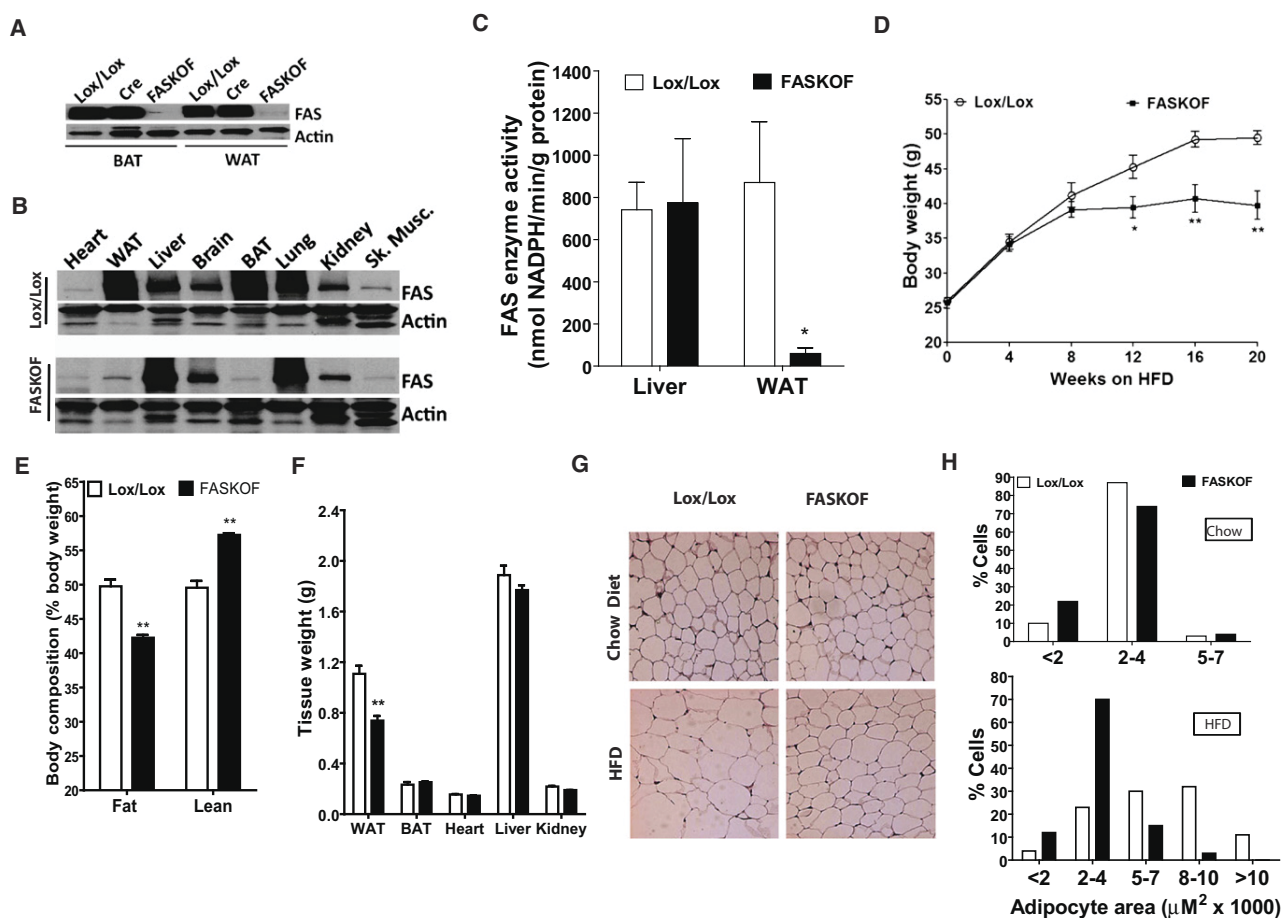 A
Lox/Lox Cre FASKOF Lox/Lox Cre FASKOF
FAS
Actin
BAT WAT
B
Heart WAT Liver Brain BAT Lung Kidney Sk. Musc.
Lox/Lox
FAS
Actin
FASKOF
FAS
Actin
C
Lox/Lox FASKOF
FAS enzyme activity
(nmol NADPH/min/g protein)
1400
1200
1000
800
600
400
200
0
*
Liver WAT
D
Lox/Lox FASKOF
Body weight (g)
55
50
45
40
35
30
25
20
* ** **
0 4 8 12 16 20
Weeks on HFD
E
Lox/Lox FASKOF
Body composition (% body weight)
65
60
55
50
45
40
35
30
25
20
** **
Fat Lean
F
Tissue weight (g)
2.4
2.0
1.6
1.2
0.8
0.4
0.0
**
WAT BAT Heart Liver Kidney
G
Lox/Lox FASKOF
Chow Diet
HFD
H
Lox/Lox FASKOF
Chow
% Cells
90
80
70
60
50
40
30
20
10
0
<2 2-4 5-7
HFD
% Cells
80
70
60
50
40
30
20
10
0
<2 2-4 5-7 8-10 >10
Adipocyte area (µM² x 1000)